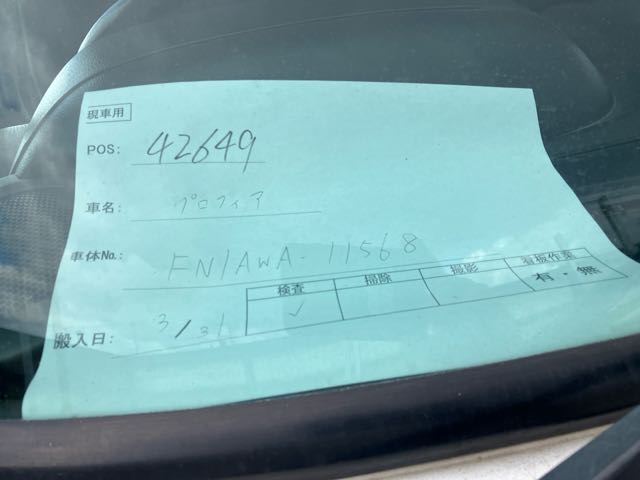 現車用
POS: 42649
車名: プロフィア
車体No.: FN1AWA-11568
検査 掃除 撮影 看板作業
✓ 有・無
搬入日: 3/31